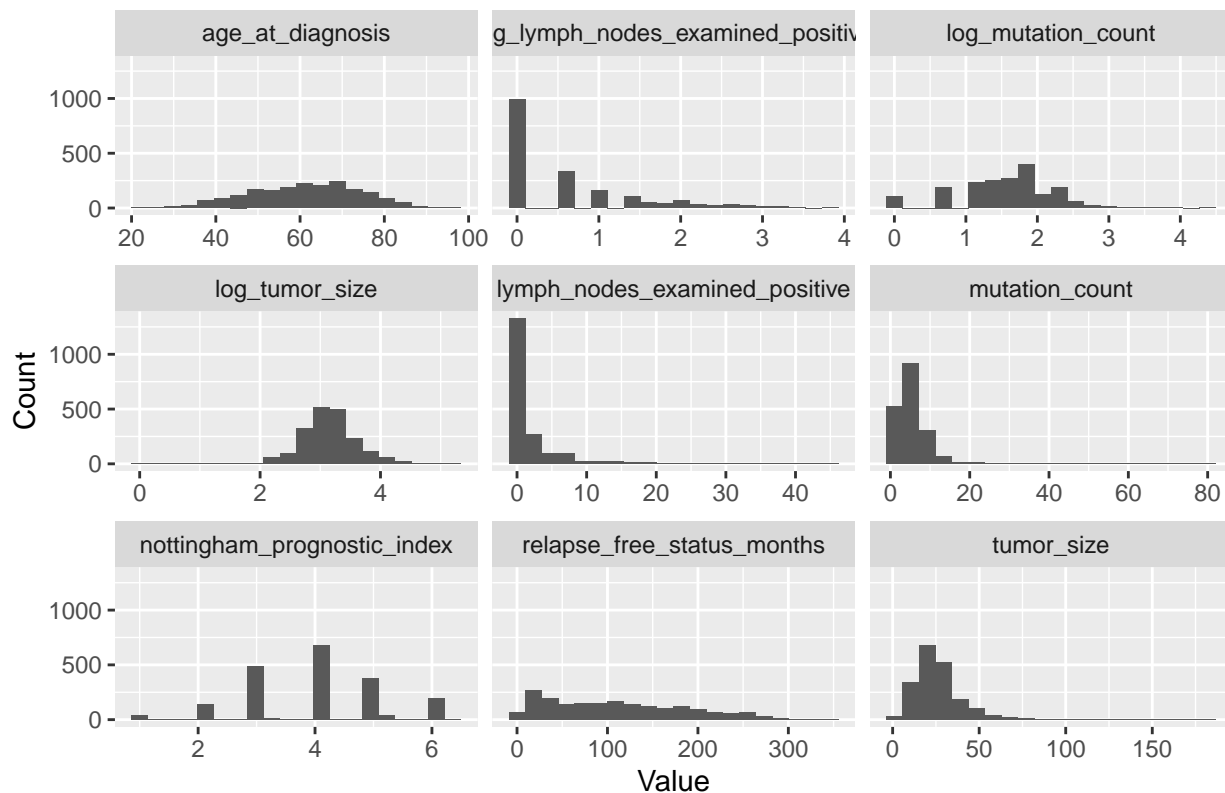 age_at_diagnosis
g_lymph_nodes_examined_positiv
log_mutation_count
1000
500
0
20 40 60 80 100
0 1 2 3 4
0 1 2 3 4
log_tumor_size
lymph_nodes_examined_positive
mutation_count
1000
500
0
0 2 4
0 10 20 30 40
0 20 40 60 80
nottingham_prognostic_index
relapse_free_status_months
tumor_size
1000
500
0
2 4 6
0 100 200 300
0 50 100 150
Count
Value